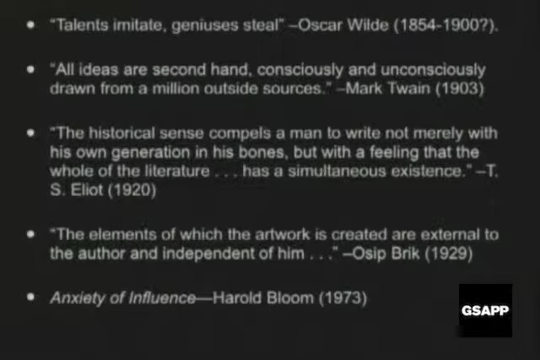 • “Talents imitate, geniuses steal” –Oscar Wilde (1854-1900?).
• “All ideas are second hand, consciously and unconsciously
drawn from a million outside sources.” –Mark Twain (1903)
• “The historical sense compels a man to write not merely with
his own generation in his bones, but with a feeling that the
whole of the literature . . . has a simultaneous existence.” –T.
S. Eliot (1920)
• “The elements of which the artwork is created are external to
the author and independent of him . . .” –Osip Brik (1929)
• Anxiety of Influence—Harold Bloom (1973)
GSAPP